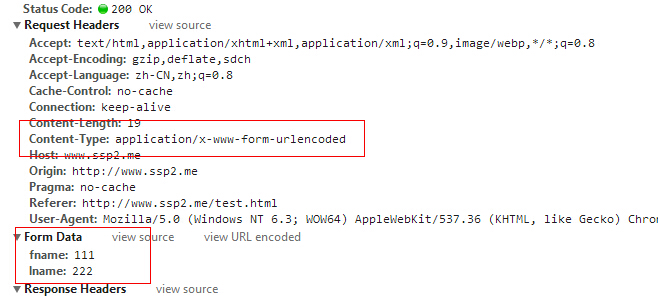 Status Code: 200 OK
Request Headers view source
Accept: text/html,application/xhtml+xml,application/xml;q=0.9,image/webp,*/*;q=0.8
Accept-Encoding: gzip,deflate,sdch
Accept-Language: zh-CN,zh;q=0.8
Cache-Control: no-cache
Connection: keep-alive
Content-Length: 19
Content-Type: application/x-www-form-urlencoded
Host: www.ssp2.me
Origin: http://www.ssp2.me
Pragma: no-cache
Referer: http://www.ssp2.me/test.html
User-Agent: Mozilla/5.0 (Windows NT 6.3; WOW64) AppleWebKit/537.36 (KHTML, like Gecko) Chron
Form Data view source view URL encoded
fname: 111
lname: 222
Response Headers view source